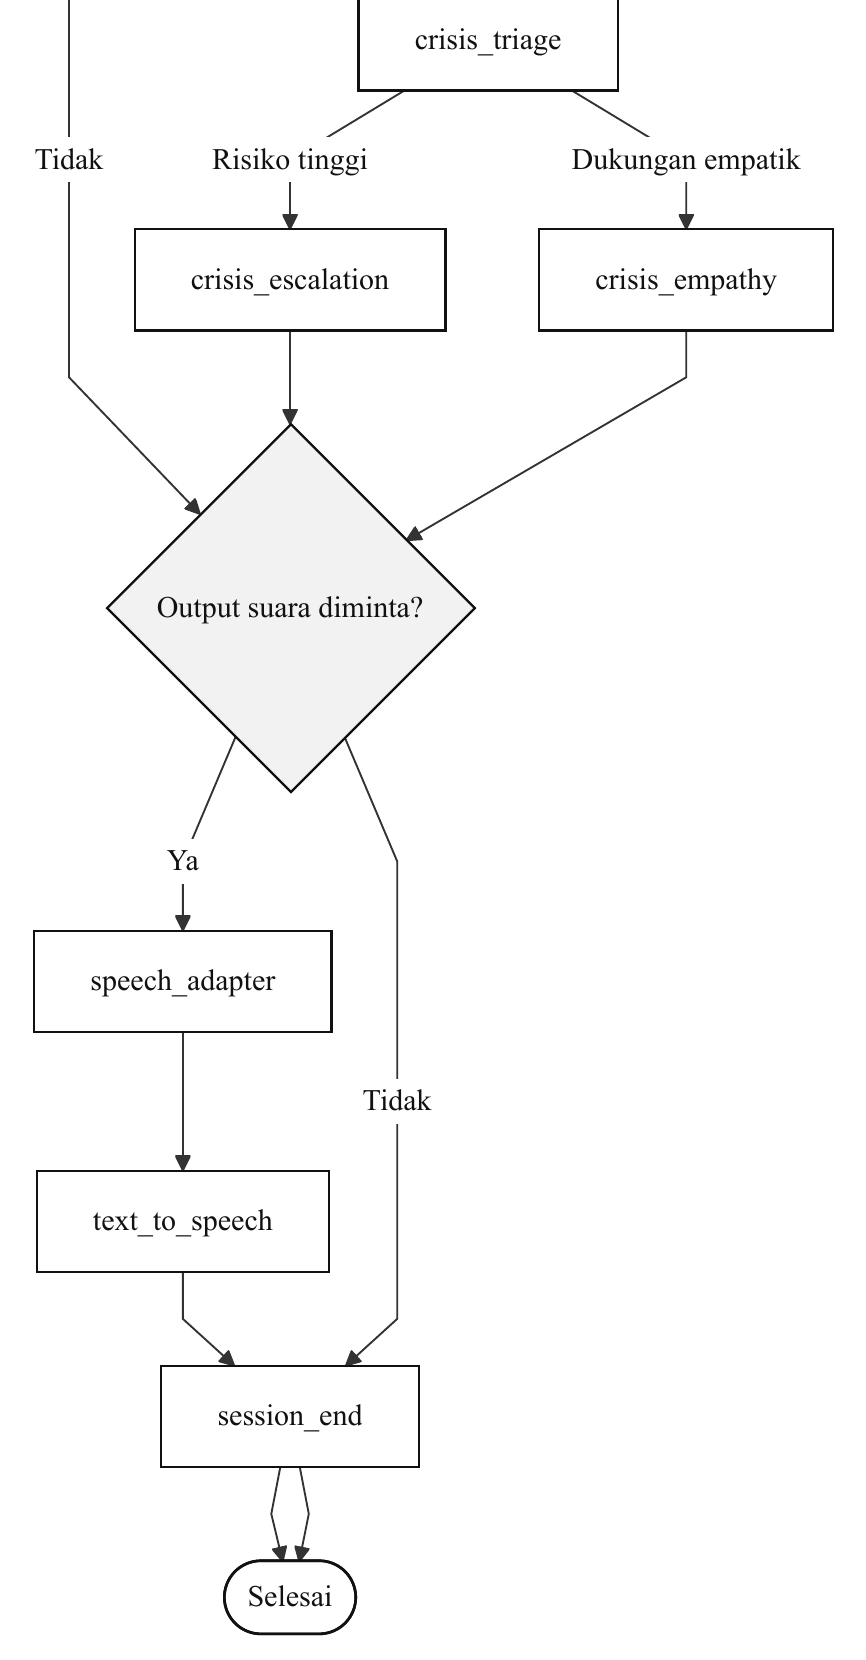 crisis_triage
Tidak
Risiko tinggi
Dukungan empatik
crisis_escalation
crisis_empathy
Output suara diminta?
Ya
speech_adapter
Tidak
text_to_speech
session_end
Selesai